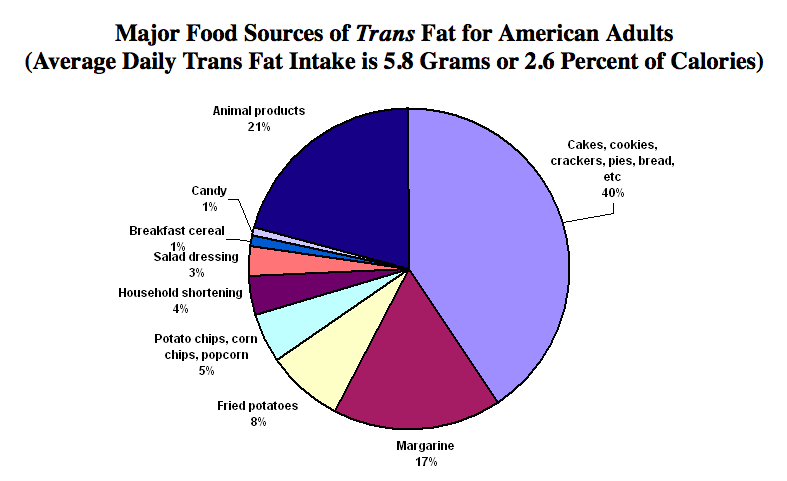 Major Food Sources of Trans Fat for American Adults
(Average Daily Trans Fat Intake is 5.8 Grams or 2.6 Percent of Calories)
Animal products
21%
Cakes, cookies,
crackers, pies, bread,
etc
40%
Candy
1%
Breakfast cereal
1%
Salad dressing
3%
Household shortening
4%
Potato chips, corn
chips, popcorn
5%
Fried potatoes
8%
Margarine
17%